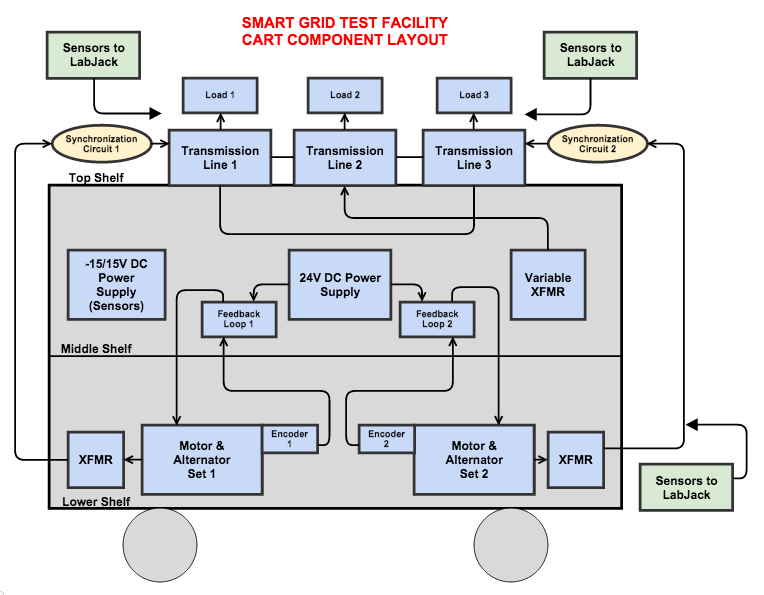 SMART GRID TEST FACILITY
CART COMPONENT LAYOUT
Sensors to
LabJack
Sensors to
LabJack
Load 1
Load 2
Load 3
Synchronization
Circuit 1
Transmission
Line 1
Transmission
Line 2
Transmission
Line 3
Synchronization
Circuit 2
Top Shelf
-15/15V DC
Power
Supply
(Sensors)
24V DC Power
Supply
Variable
XFMR
Feedback
Loop 1
Feedback
Loop 2
Middle Shelf
XFMR
Motor &
Alternator
Set 1
Encoder
1
Encoder
2
Motor &
Alternator
Set 2
XFMR
Sensors to
LabJack
Lower Shelf